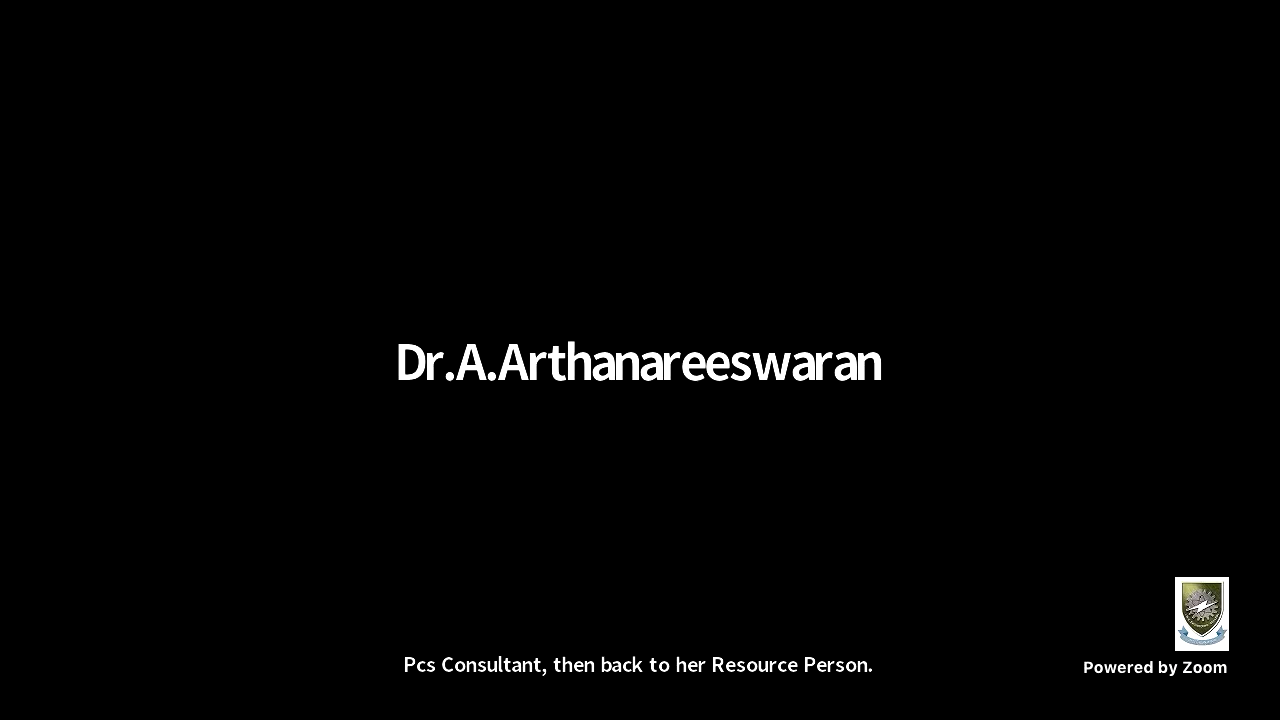 Dr.A.Arthanareeswaran
Pcs Consultant, then back to her Resource Person.
Powered by Zoom